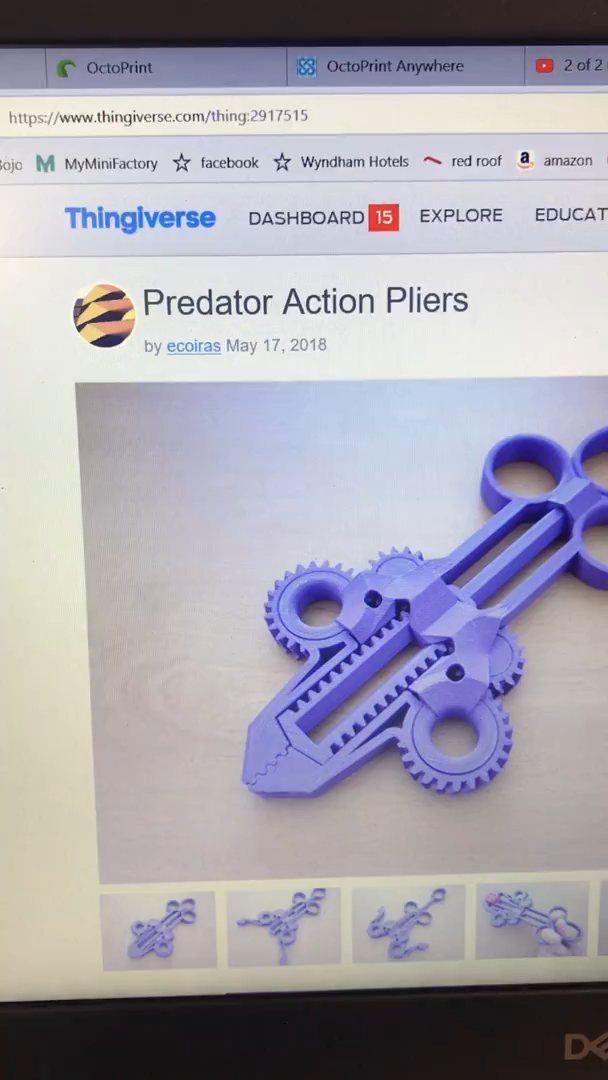 OctoPrint
OctoPrint Anywhere
2 of 2
https://www.thingiverse.com/thing:2917515
MyMiniFactory
facebook
Wyndham Hotels
red roof
amazon
Thingiverse
DASHBOARD 15
EXPLORE
EDUCAT
Predator Action Pliers
by ecoiras May 17, 2018